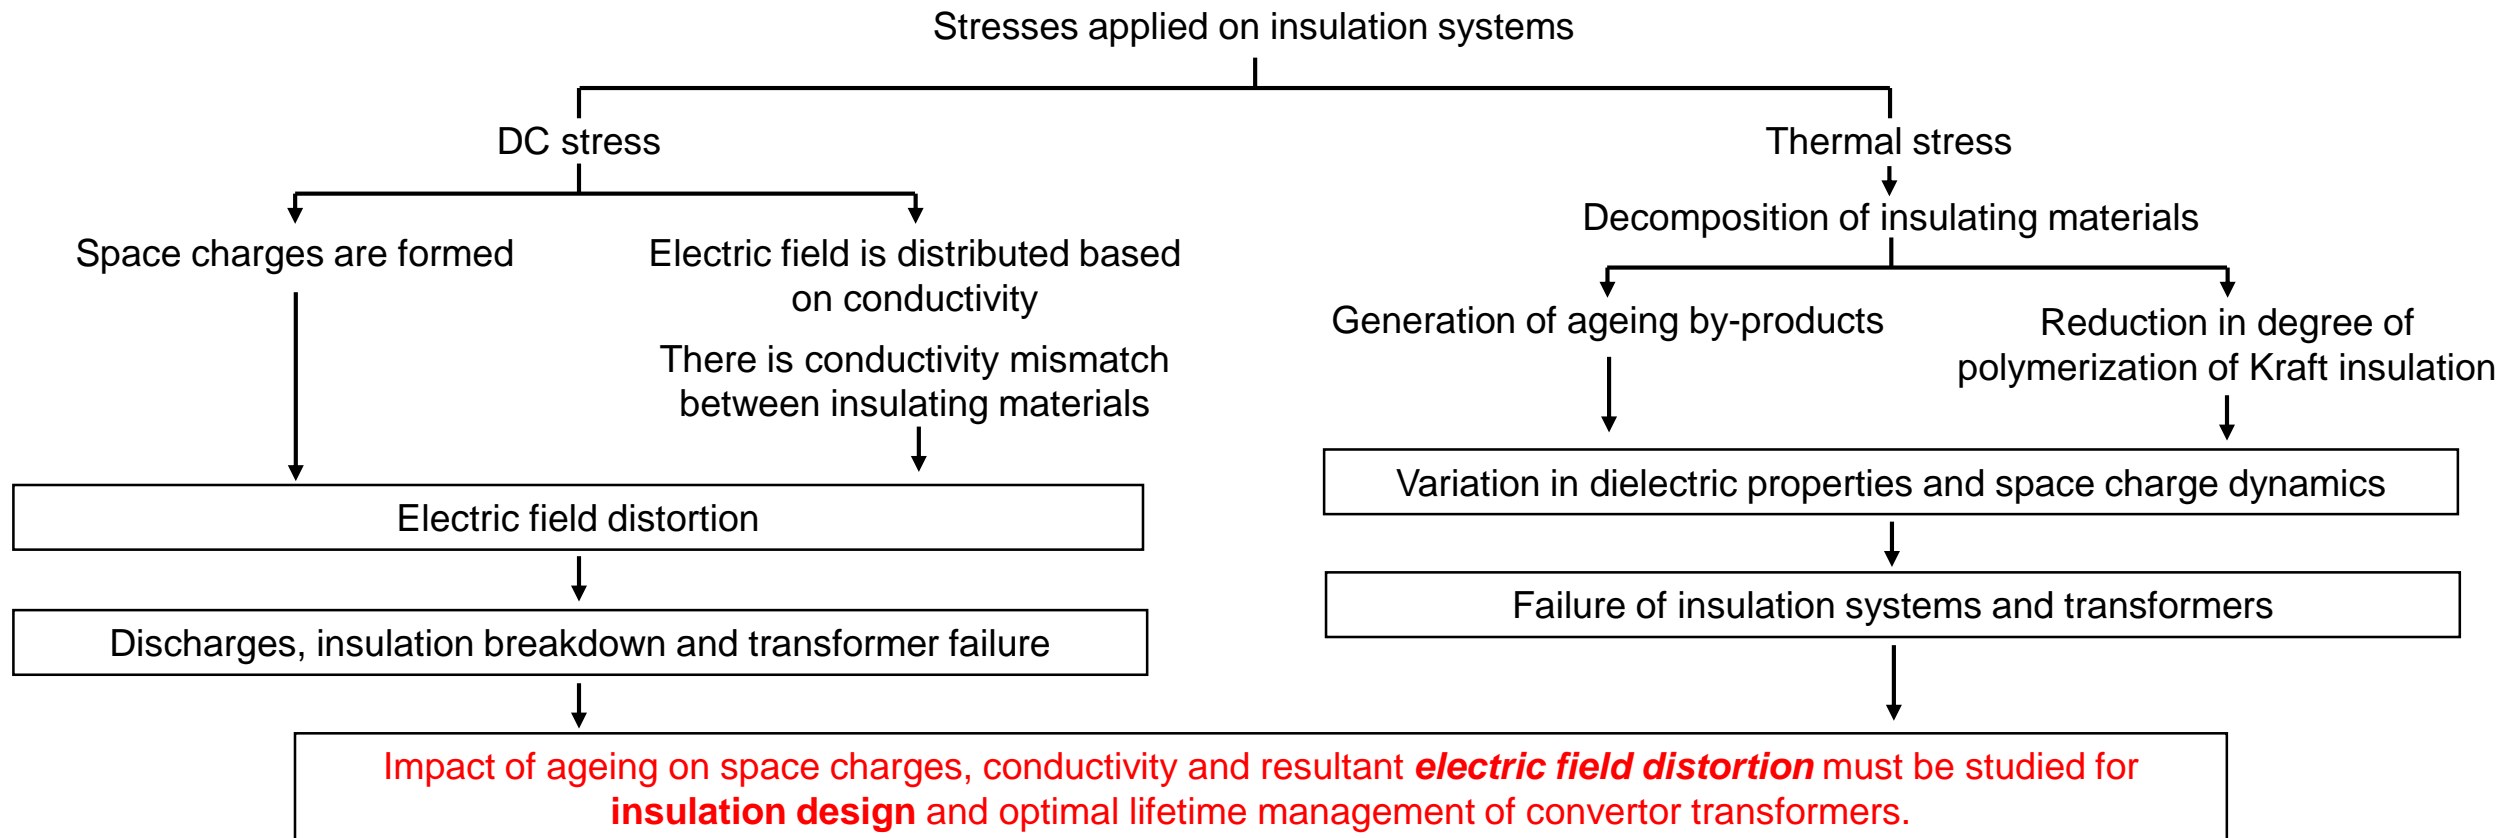 Stresses applied on insulation systems
DC stress
Thermal stress
Space charges are formed
Electric field is distributed based
on conductivity
There is conductivity mismatch
between insulating materials
Decomposition of insulating materials
Generation of ageing by-products
Reduction in degree of
polymerization of Kraft insulation
Electric field distortion
Variation in dielectric properties and space charge dynamics
Discharges, insulation breakdown and transformer failure
Failure of insulation systems and transformers
Impact of ageing on space charges, conductivity and resultant electric field distortion must be studied for
insulation design and optimal lifetime management of convertor transformers.